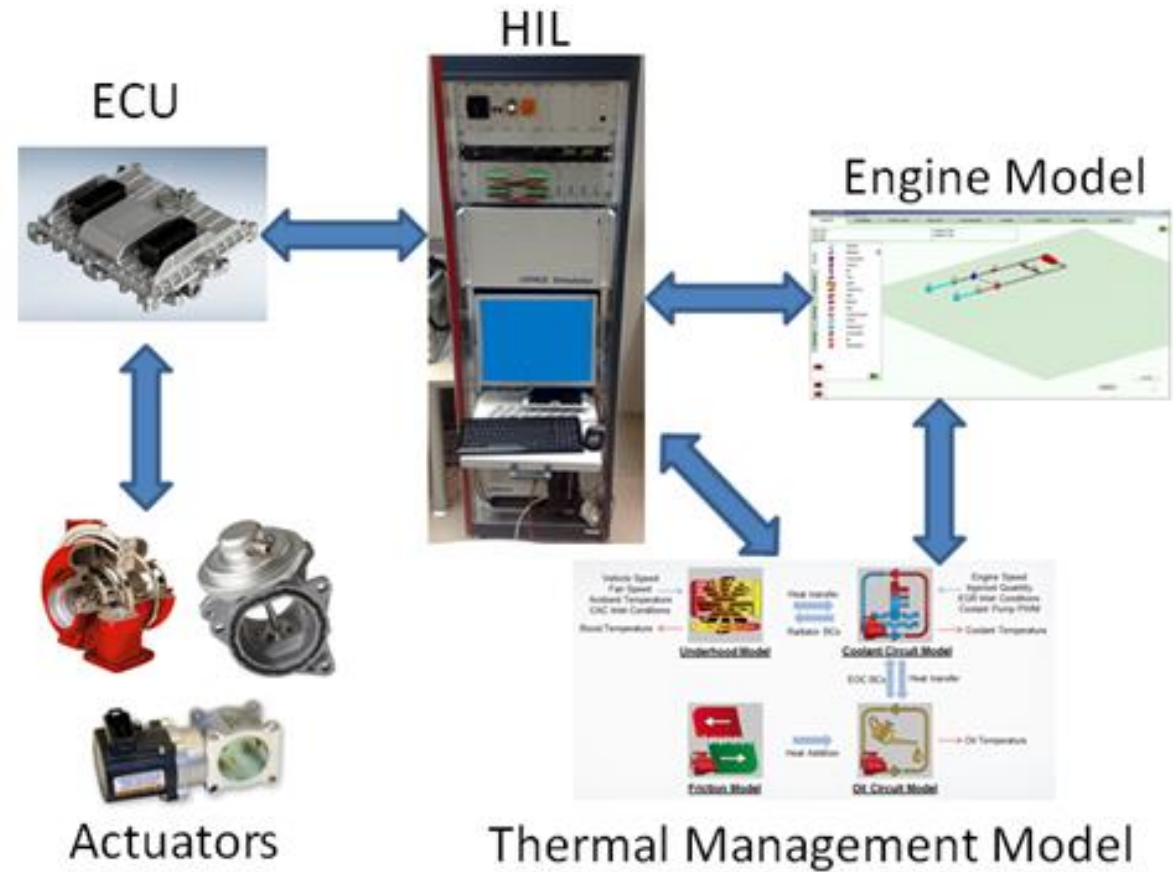 HIL
ECU
Engine Model
Vehicle Speed
Fan Speed
Ambient Temperature
CAC Inlet Conditions
Boost Temperature
Underhood Model
Heat transfer
Radiator BCs
Engine Speed
Injected Quantity
EGR Inlet Conditions
Coolant Pump PWM
Coolant Temperature
Coolant Circuit Model
EOC BCs
Heat transfer
Friction Model
Heat Addition
Oil Temperature
Oil Circuit Model
Actuators
Thermal Management Model